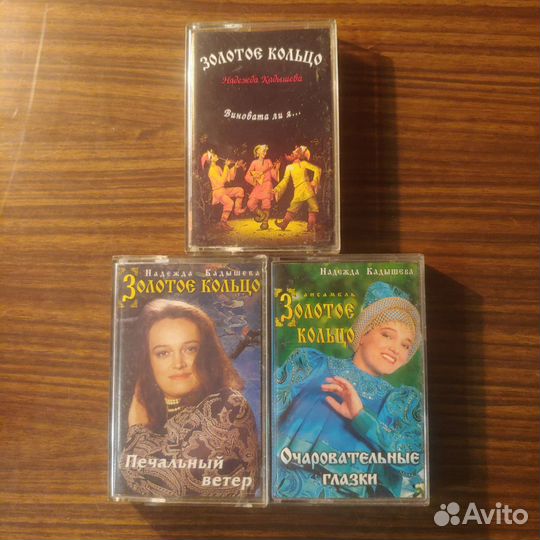 ЗОЛОТОЕ КОЛЬЦО
Надежда Кадышева
Виновата ли я...
НАДЕЖДА КАДЫШЕВА
ЗОЛОТОЕ КОЛЬЦО
Печальный
ветер
НАДЕЖДА КАДЫШЕВА
АНСАМБЛЬ
ЗОЛОТОЕ
КОЛЬЦО
ОЧАРОВАТЕЛЬНЫЕ
ГЛАЗКИ
Avito